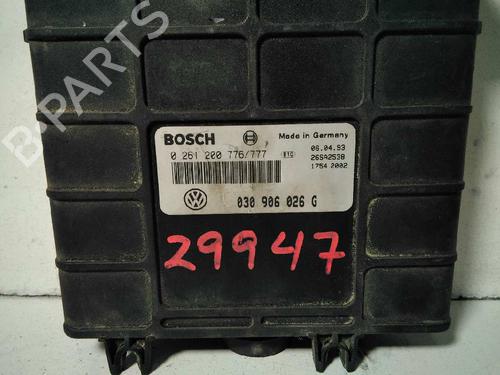 B-PARTS
BOSCH
Made in Germany
0 261 200 776/777
06.04.93
26SA2538
1754 2002
030 906 026 G
29947